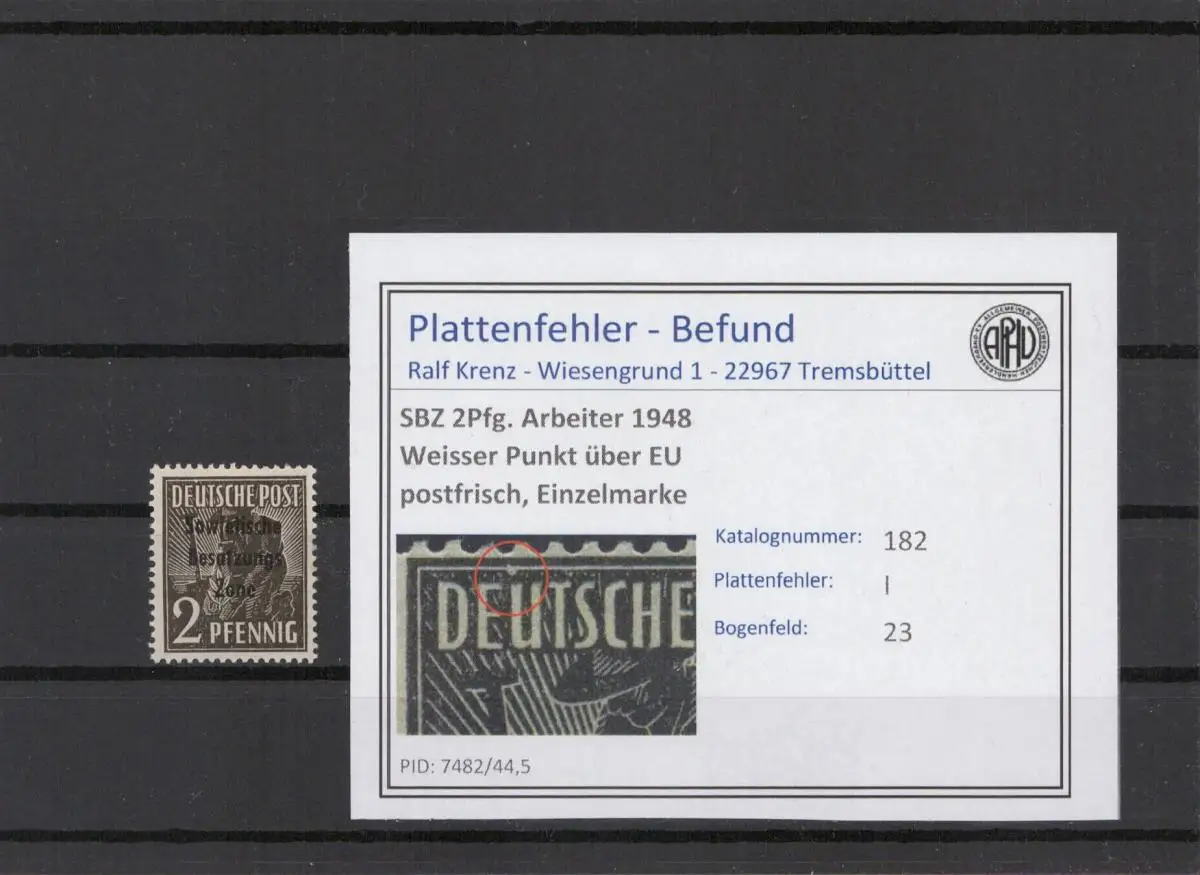 DEUTSCHE POST
Sowjetische
Besatzungs
Zone
2 PFENNIG
Plattenfehler - Befund
Ralf Krenz - Wiesengrund 1 - 22967 Tremsbüttel
APHV
SBZ 2Pfg. Arbeiter 1948
Weisser Punkt über EU
postfrisch, Einzelmarke
DEUTSCHE
Katalognummer: 182
Plattenfehler: I
Bogenfeld: 23
PID: 7482/44,5